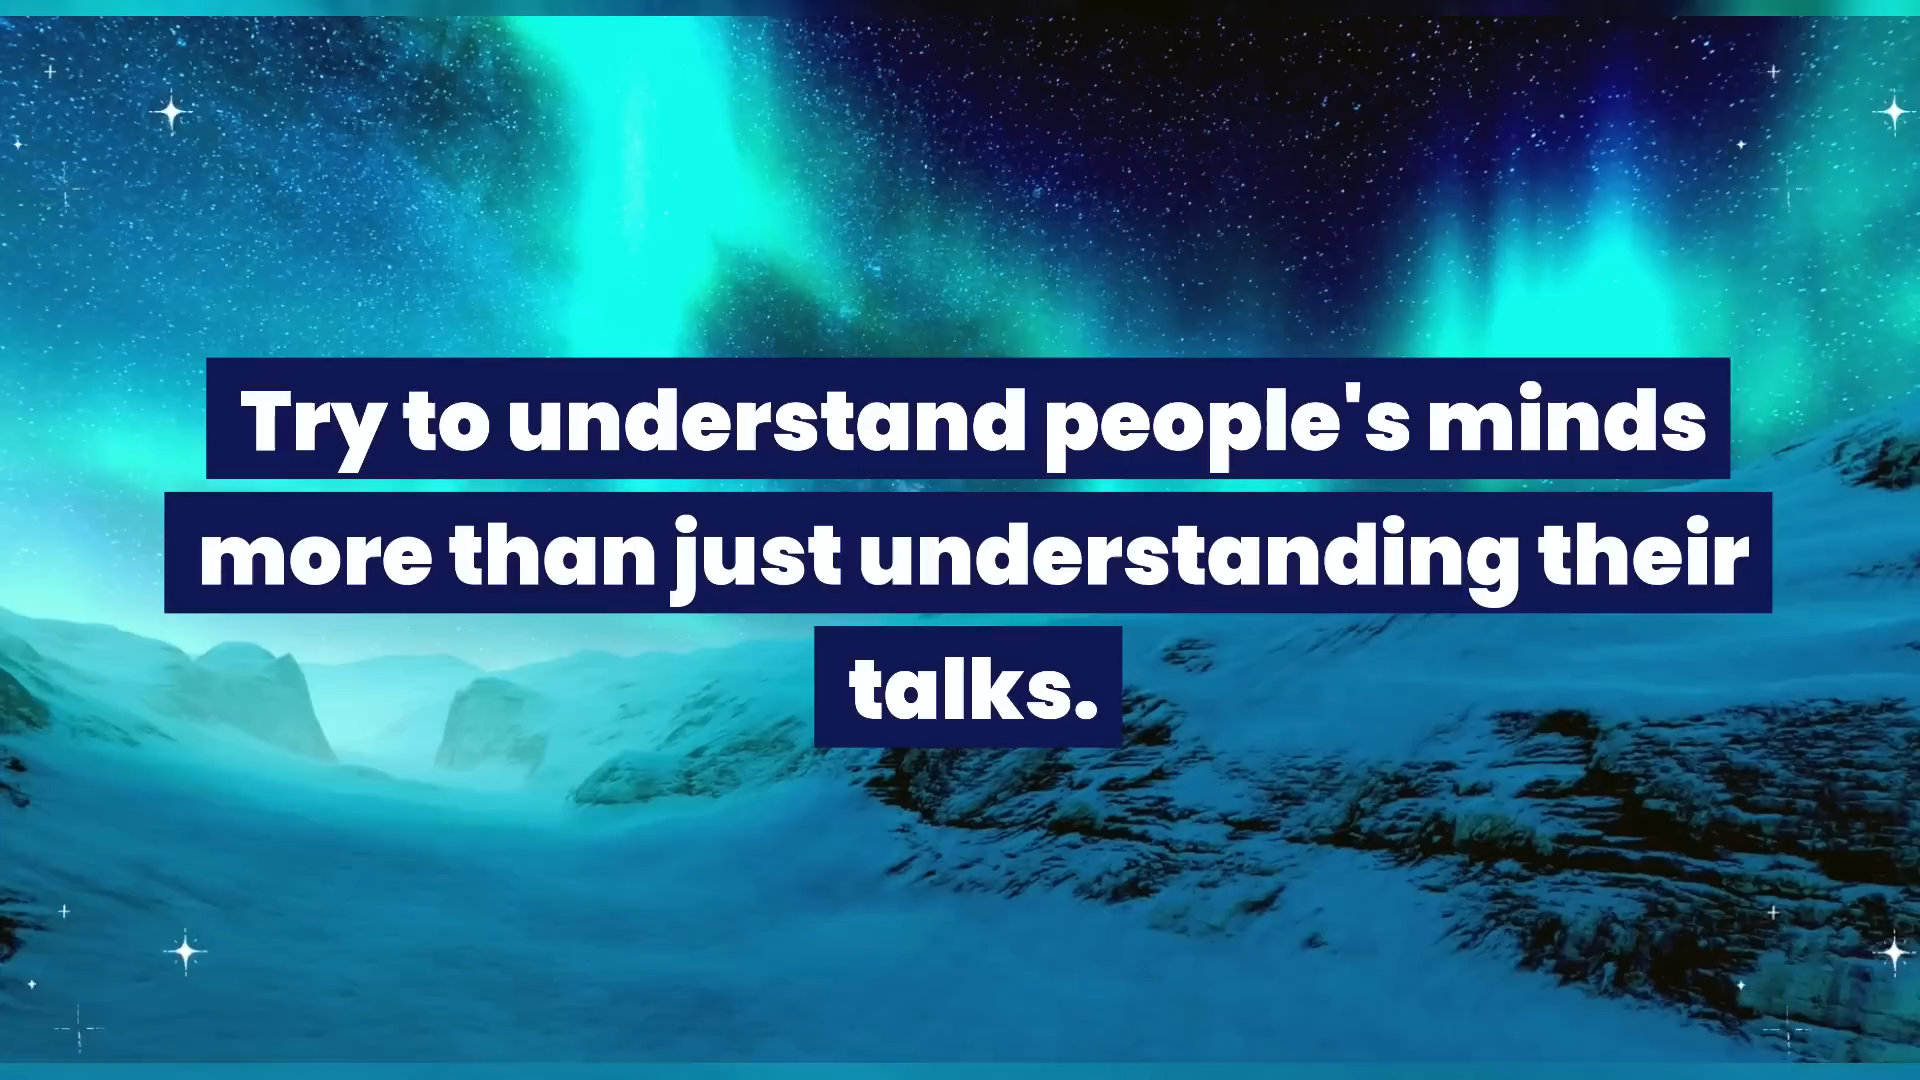 Try to understand people's minds
more than just understanding their
talks.